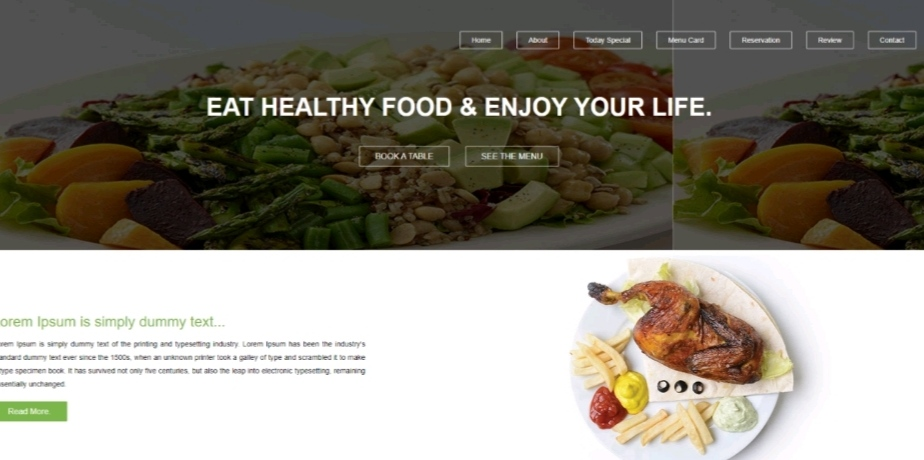 Home About Today Special Menu Card Reservation Review Contact
EAT HEALTHY FOOD & ENJOY YOUR LIFE.
BOOK A TABLE SEE THE MENU
orem Ipsum is simply dummy text...
orem Ipsum is simply dummy text of the printing and typesetting industry. Lorem Ipsum has been the industry's
andard dummy text ever since the 1500s, when an unknown printer took a galley of type and scrambled it to make
type specimen book. It has survived not only five centuries, but also the leap into electronic typesetting, remaining
sentially unchanged.
Read More